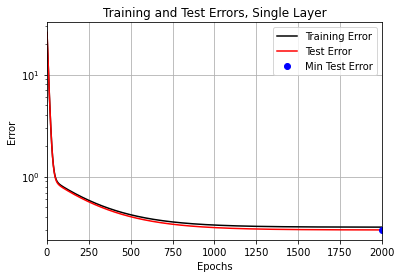 Training and Test Errors, Single Layer
Training Error
Test Error
Min Test Error
Error
10¹
10⁰
0 250 500 750 1000 1250 1500 1750 2000
Epochs